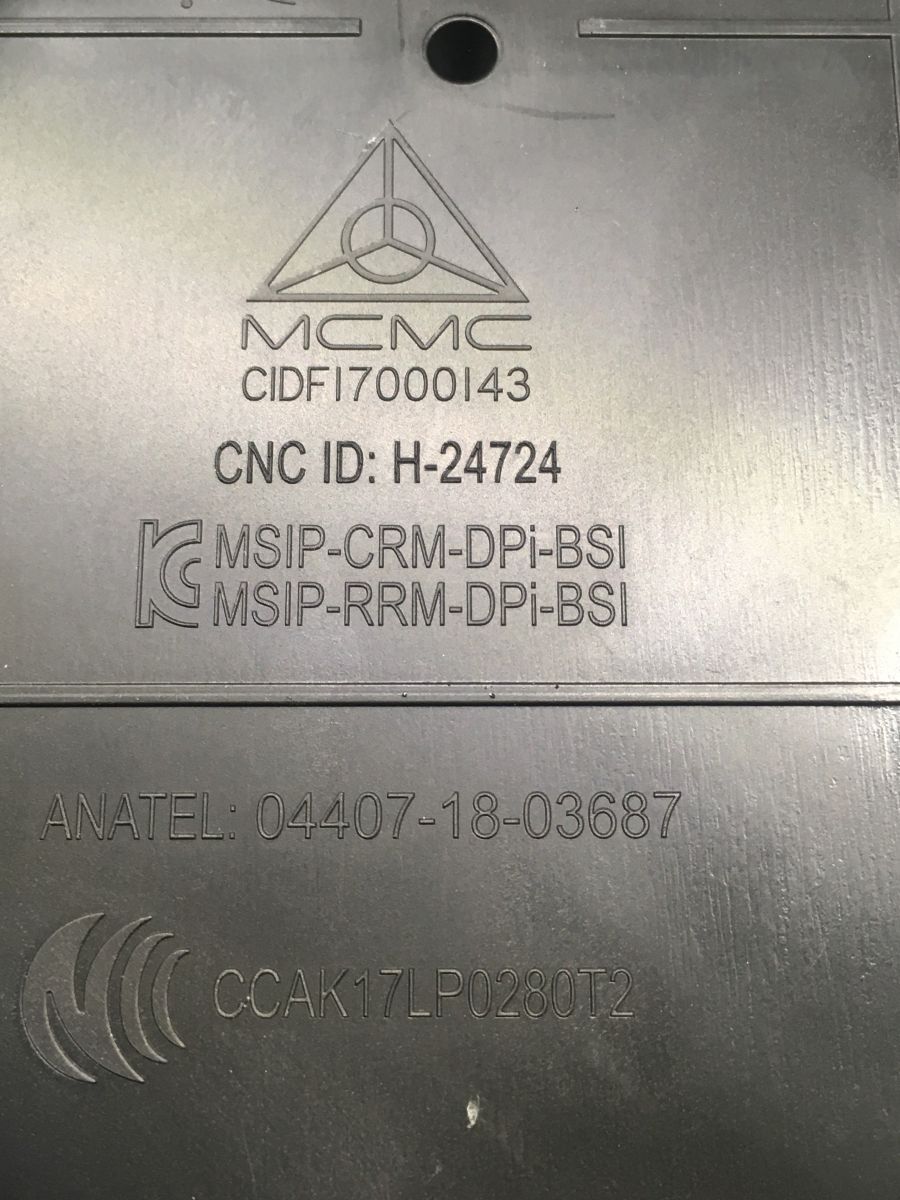 MCMC
CIDF17000143
CNC ID: H-24724
MSIP-CRM-DPi-BSI
MSIP-RRM-DPi-BSI
ANATEL: 04407-18-03687
CCAK17LP0280T2